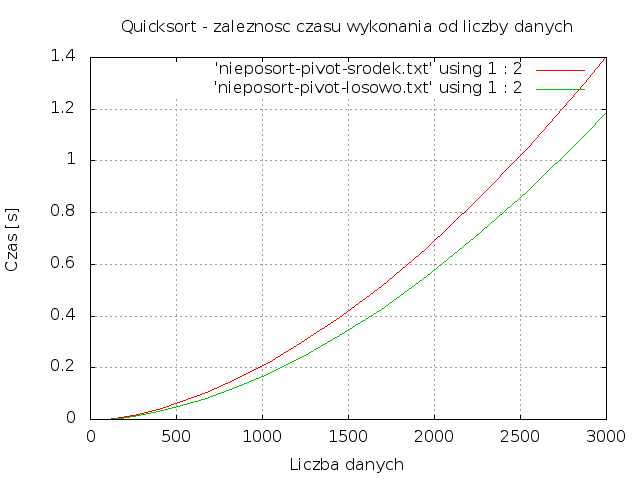 Quicksort - zaleznosc czasu wykonania od liczby danych
1.4
'nieposort-pivot-srodek.txt' using 1 : 2
'nieposort-pivot-losowo.txt' using 1 : 2
1.2
1
0.8
Czas [s]
0.6
0.4
0.2
0
0 500 1000 1500 2000 2500 3000
Liczba danych